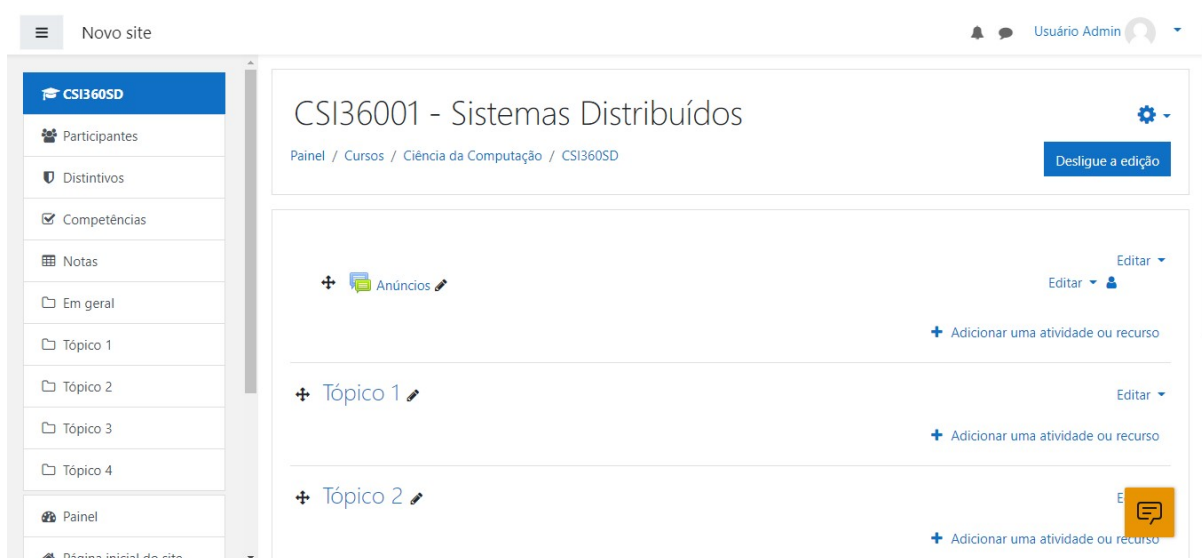 Novo site
Usuário Admin
CSI360SD
Participantes
Distintivos
Competências
Notas
Em geral
Tópico 1
Tópico 2
Tópico 3
Tópico 4
Painel
CSI36001 - Sistemas Distribuídos
Painel / Cursos / Ciência da Computação / CSI360SD
Desligue a edição
Editar
Anúncios
Editar
Adicionar uma atividade ou recurso
Tópico 1
Editar
Adicionar uma atividade ou recurso
Tópico 2
Adicionar uma atividade ou recurso